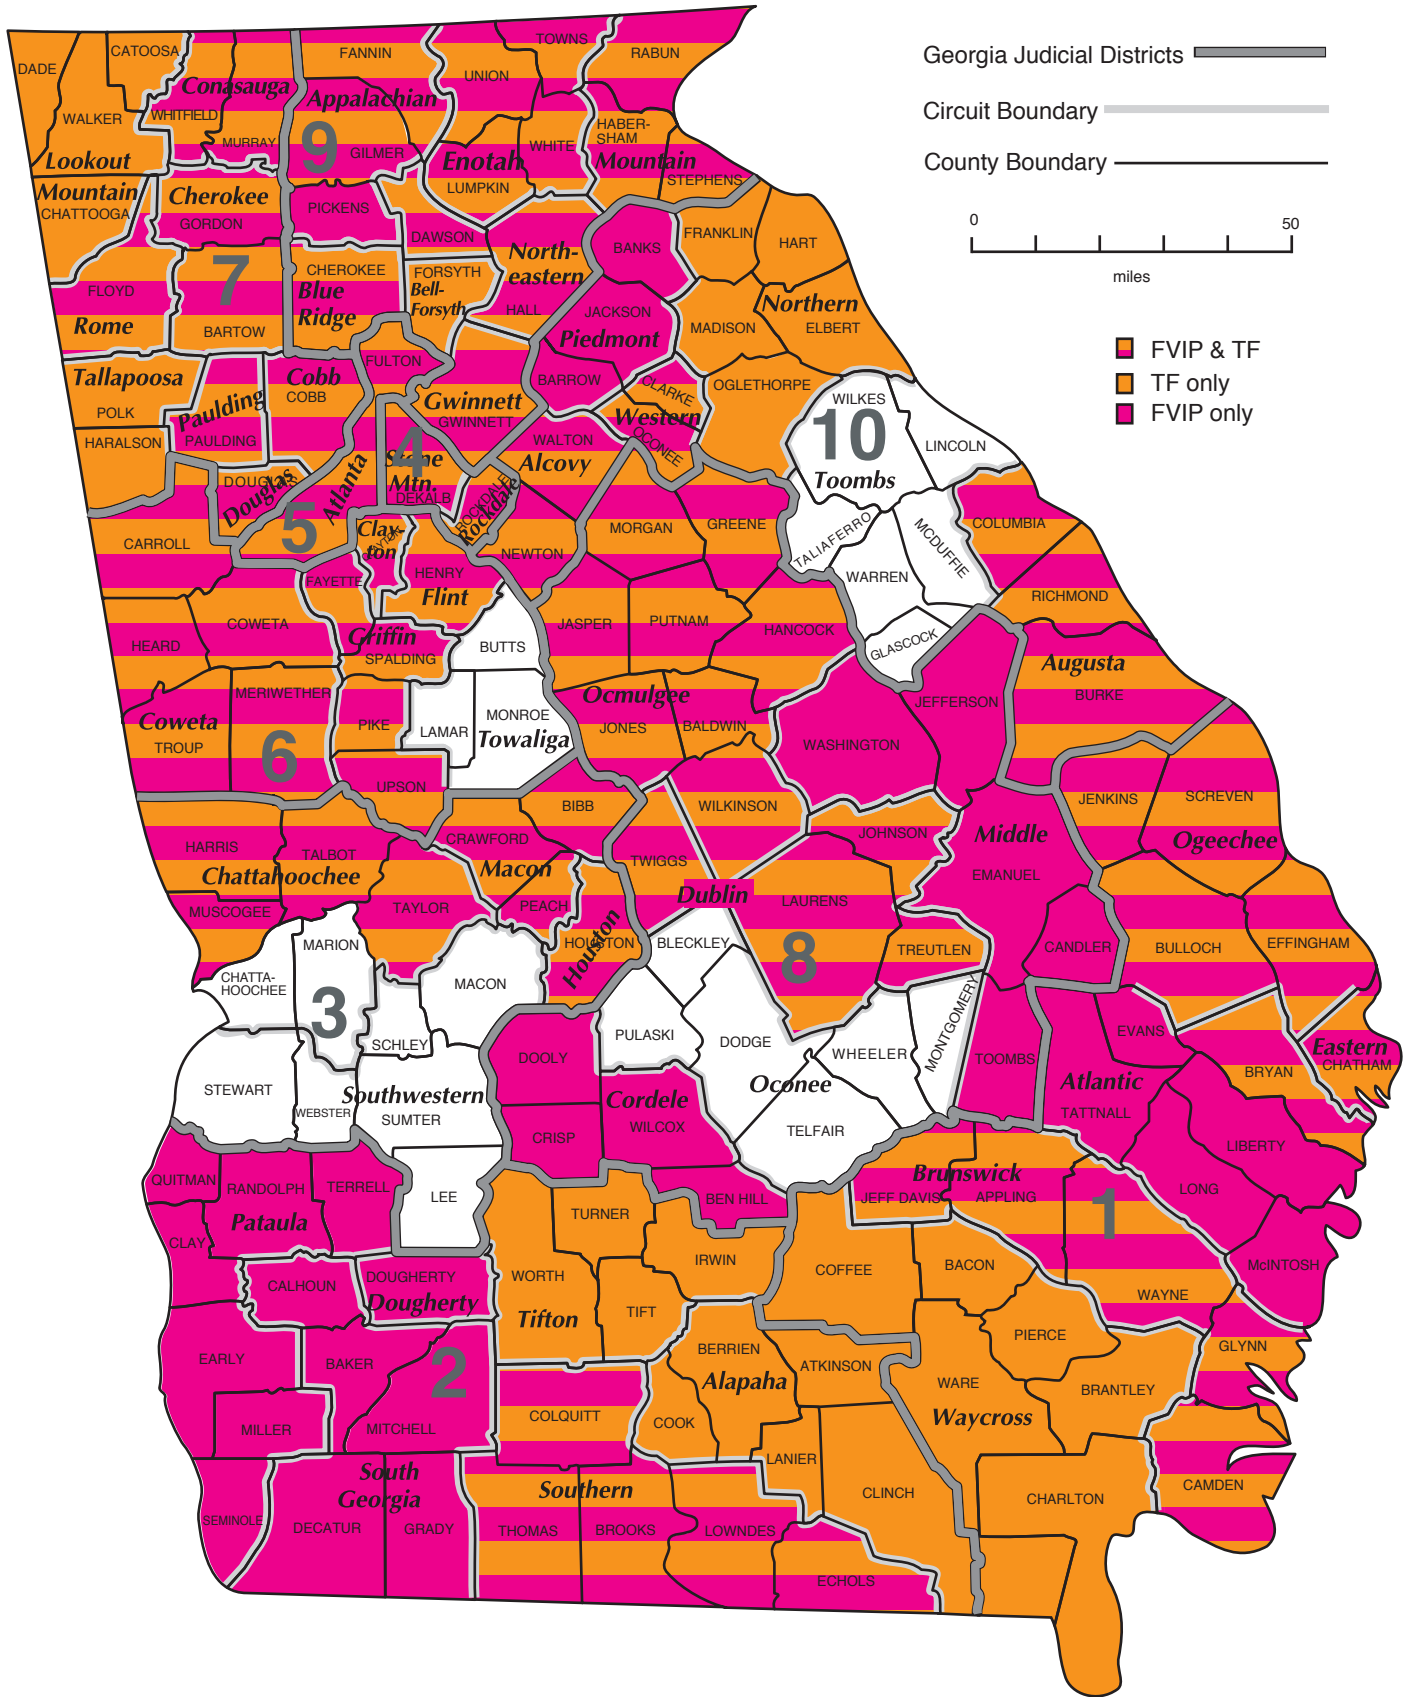 Georgia Judicial Districts
Circuit Boundary
County Boundary
0 50
miles
FVIP & TF
TF only
FVIP only
DADE
CATOOSA
WALKER
Lookout
Mountain
CHATTOOGA
WHITFIELD
Conasauga
MURRAY
FANNIN
Appalachian
9
GILMER
PICKENS
UNION
TOWNS
RABUN
Enotah
WHITE
LUMPKIN
HABER-
SHAM
Mountain
STEPHENS
Cherokee
GORDON
7
BARTOW
FLOYD
Rome
CHEROKEE
Blue
Ridge
DAWSON
FORSYTH
Bell-
Forsyth
North-
eastern
HALL
BANKS
JACKSON
Piedmont
BARROW
FRANKLIN
HART
MADISON
Northern
ELBERT
OGLETHORPE
CLARKE
Western
OCONEE
WILKES
10
LINCOLN
Toombs
TALIAFERRO
WARREN
MCDUFFIE
GLASCOCK
COLUMBIA
RICHMOND
Augusta
BURKE
Tallapoosa
POLK
HARALSON
Paulding
PAULDING
Cobb
COBB
FULTON
Atlanta
5
Gwinnett
GWINNETT
4
Stone
Mtn.
DEKALB
DOUGLAS
Douglas
ROCKDALE
Rockdale
WALTON
Alcovy
NEWTON
MORGAN
GREENE
CARROLL
FAYETTE
Clay-
ton
CLAYTON
HENRY
Flint
BUTTS
JASPER
PUTNAM
HANCOCK
HEARD
COWETA
Griffin
SPALDING
MERIWETHER
Coweta
TROUP
6
PIKE
LAMAR
MONROE
Towaliga
UPSON
Ocmulgee
JONES
BALDWIN
WASHINGTON
JEFFERSON
WILKINSON
JOHNSON
Middle
EMANUEL
CANDLER
JENKINS
SCREVEN
Ogeechee
BULLOCH
EFFINGHAM
HARRIS
TALBOT
Chattahoochee
MUSCOGEE
TAYLOR
MARION
CHATTA-
HOOCHEE
3
CRAWFORD
BIBB
Macon
PEACH
HOUSTON
Houston
TWIGGS
Dublin
LAURENS
8
TREUTLEN
BLECKLEY
PULASKI
DODGE
WHEELER
MONTGOMERY
Oconee
TELFAIR
TOOMBS
MACON
SCHLEY
STEWART
WEBSTER
Southwestern
SUMTER
LEE
DOOLY
CRISP
Cordele
WILCOX
BEN HILL
EVANS
Atlantic
TATTNALL
BRYAN
Eastern
CHATHAM
LIBERTY
LONG
McINTOSH
QUITMAN
RANDOLPH
TERRELL
Pataula
CLAY
CALHOUN
DOUGHERTY
Dougherty
EARLY
BAKER
2
MILLER
MITCHELL
South
Georgia
SEMINOLE
DECATUR
GRADY
TURNER
WORTH
Tifton
TIFT
IRWIN
COLQUITT
Southern
THOMAS
BROOKS
LOWNDES
ECHOLS
BERRIEN
Alapaha
COOK
ATKINSON
LANIER
CLINCH
Brunswick
JEFF DAVIS
APPLING
1
WAYNE
GLYNN
CAMDEN
COFFEE
BACON
PIERCE
WARE
Waycross
BRANTLEY
CHARLTON